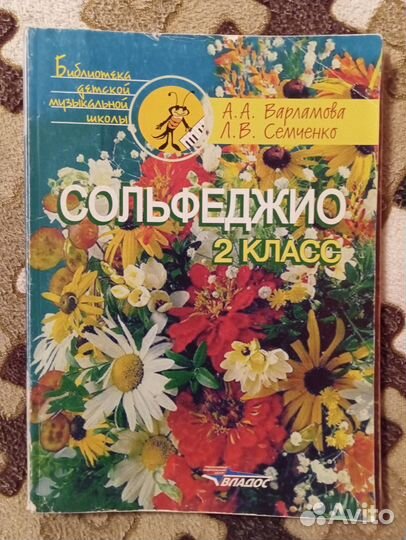 Библиотека
детской
музыкальной
школы
А.А. Варламова
Л.В. Семченко
СОЛЬФЕДЖИО
2 КЛАСС
ВЛАДОС
Avito